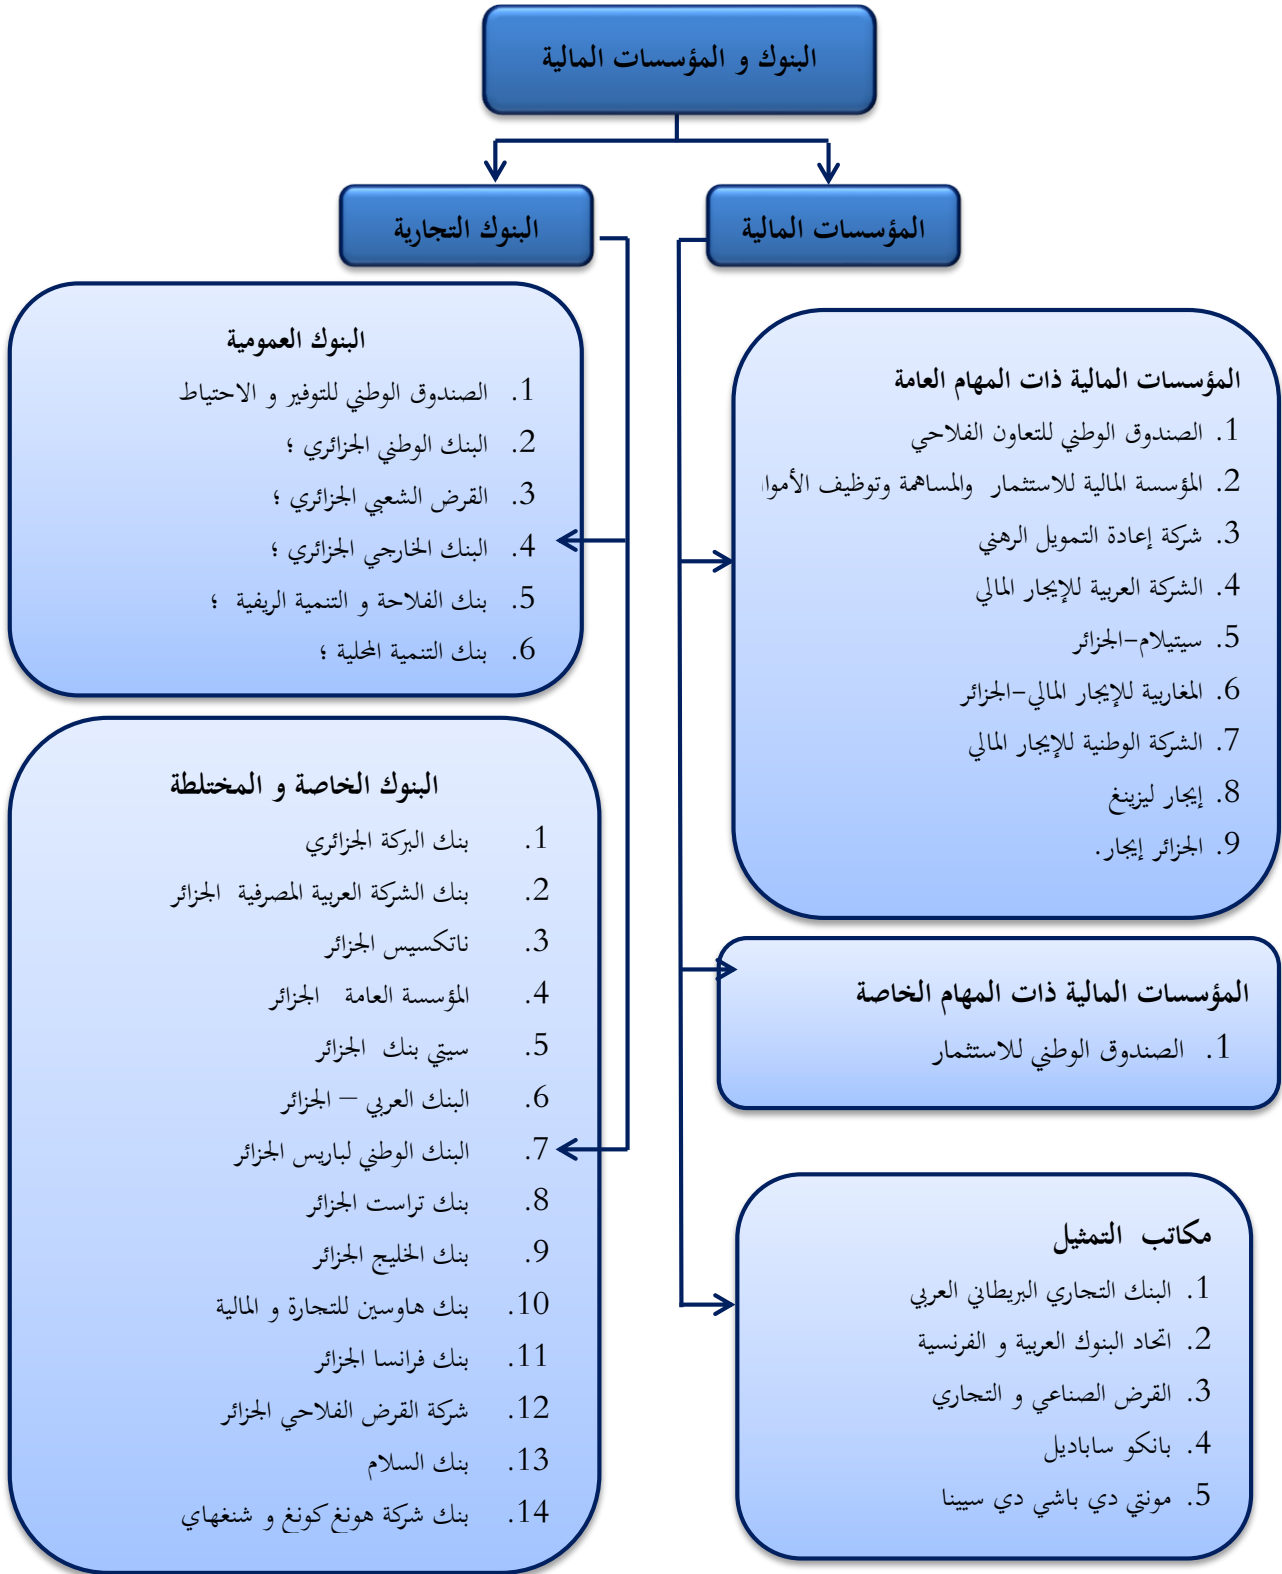 البنوك و المؤسسات المالية
المؤسسات المالية
البنوك التجارية
المؤسسات المالية ذات المهام العامة
1. الصندوق الوطني للتعاون الفلاحي
2. المؤسسة المالية للاستثمار والمساهمة وتوظيف
3. شركة إعادة التمويل الرهني
4. الشركة العربية للإيجار المالي
5. سيتيلام-الجزائر
6. المغاربية للإيجار المالي-الجزائر
7. الشركة الوطنية للإيجار المالي
8. إيجار ليزينغ
9. الجزائر إيجار.
المؤسسات المالية ذات المهام الخاصة
1. الصندوق الوطني للاستثمار
مكاتب التمثيل
1. البنك التجاري البريطاني العربي
2. اتحاد البنوك العربية و الفرنسية
3. القرض الصناعي و التجاري
4. بانكو ساباديل
5. مونتي دي باشي دي سيينا
البنوك العمومية
1. الصندوق الوطني للتوفير و الاحتياط
2. البنك الوطني الجزائري ؛
3. القرض الشعبي الجزائري ؛
4. البنك الخارجي الجزائري ؛
5. بنك الفلاحة و التنمية الريفية ؛
6. بنك التنمية المحلية ؛
البنوك الخاصة و المختلطة
1. بنك البركة الجزائري
2. بنك الشركة العربية المصرفية الجزائر
3. ناتكسيس الجزائر
4. المؤسسة العامة الجزائر
5. سيتي بنك الجزائر
6. البنك العربي – الجزائر
7. البنك الوطني لباريس الجزائر
8. بنك تراست الجزائر
9. بنك الخليج الجزائر
10. بنك هاوسين للتجارة و المالية
11. بنك فرانسا الجزائر
12. شركة القرض الفلاحي الجزائر
13. بنك السلام
14. بنك شركة هونغ كونغ و شنغهاي